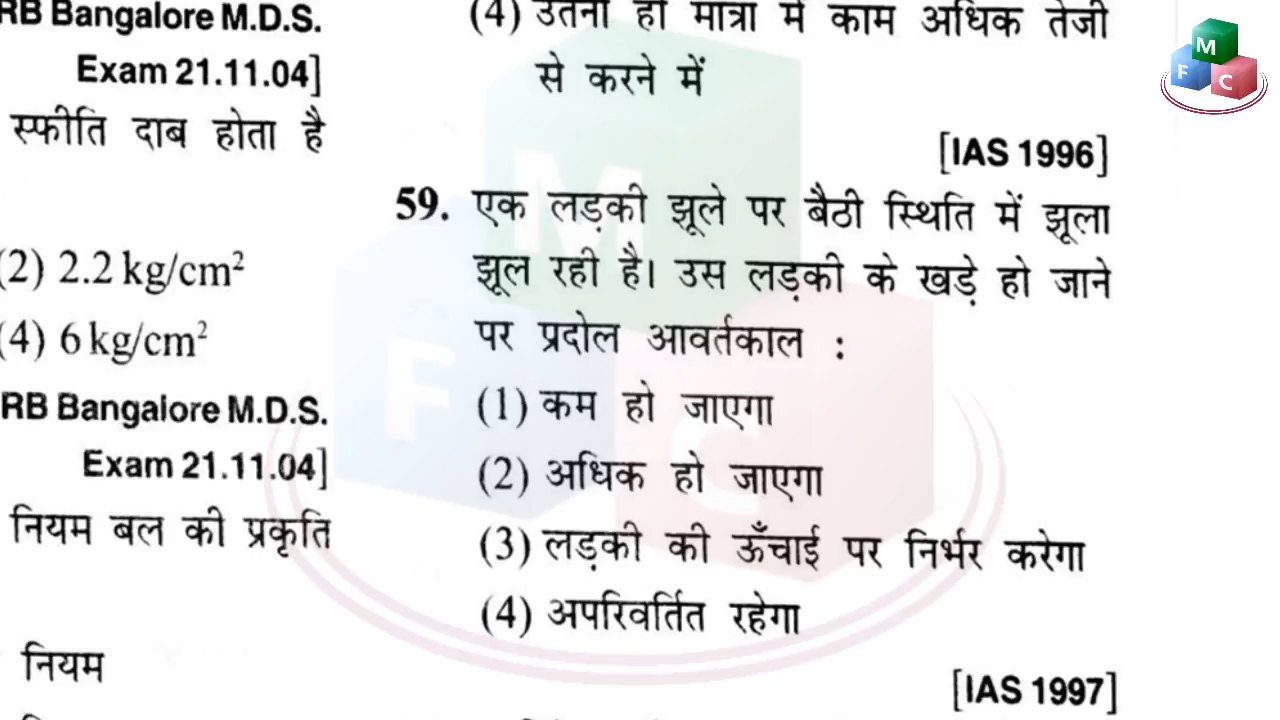 RB Bangalore M.D.S.
Exam 21.11.04]
स्फीति दाब होता है
(2) 2.2 kg/cm²
(4) 6 kg/cm²
RB Bangalore M.D.S.
Exam 21.11.04]
नियम बल की प्रकृति
नियम
(4) उतनी ही मात्रा में काम अधिक तेजी
से करने में
[IAS 1996]
59. एक लड़की झूले पर बैठी स्थिति में झूला
झूल रही है। उस लड़की के खड़े हो जाने
पर प्रदोल आवर्तकाल :
(1) कम हो जाएगा
(2) अधिक हो जाएगा
(3) लड़की की ऊँचाई पर निर्भर करेगा
(4) अपरिवर्तित रहेगा
[IAS 1997]
M
F
C
M
F
C